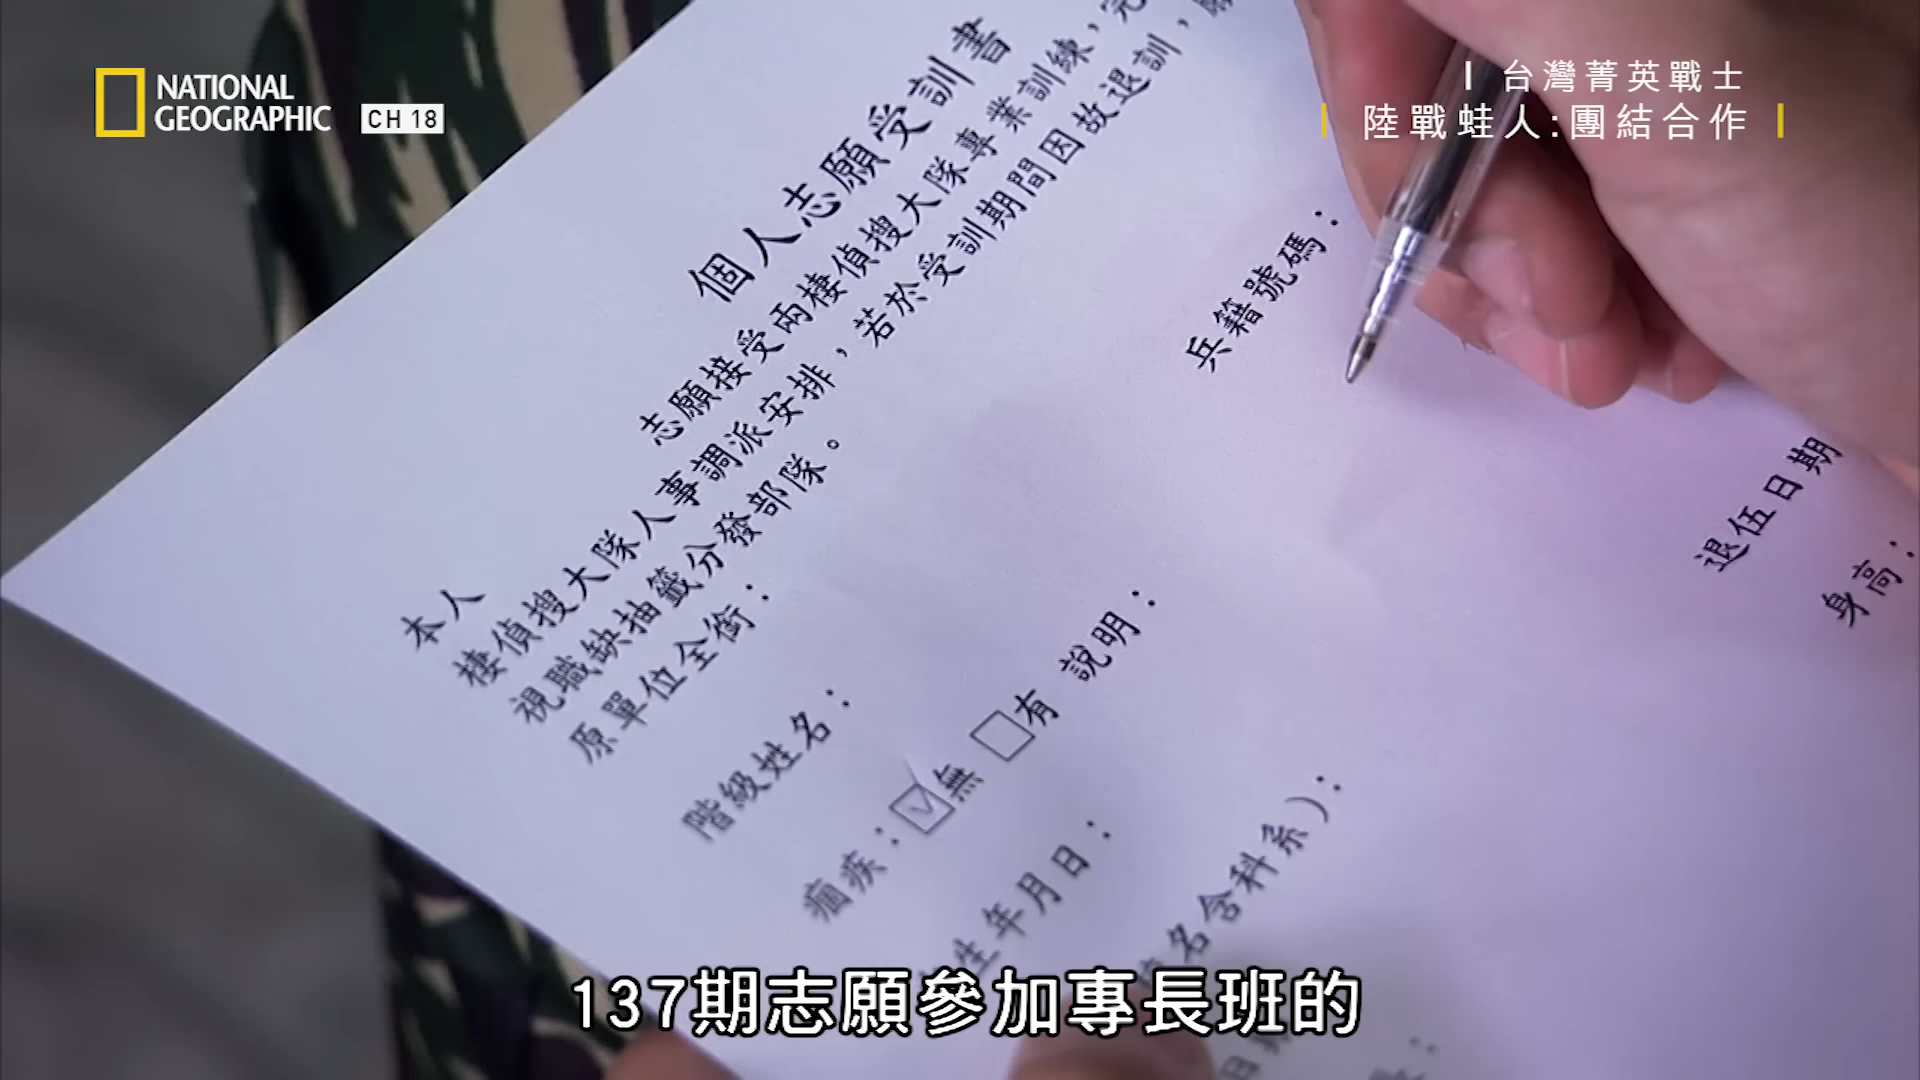 NATIONAL
GEOGRAPHIC
CH 18
台灣菁英戰士
陸戰蛙人:團結合作
個人志願受訓書
本人 志願接受兩棲偵搜大隊專業訓練，完
棲偵搜大隊人事調派安排，若於受訓期間因故退訓，願
視職缺抽籤分發部隊。
原單位全銜：
兵籍號碼：
階級姓名：
退伍日期
痼疾：☑無 □有 說明：
身高：
生年月日：
名含科系）：
137期志願參加專長班的